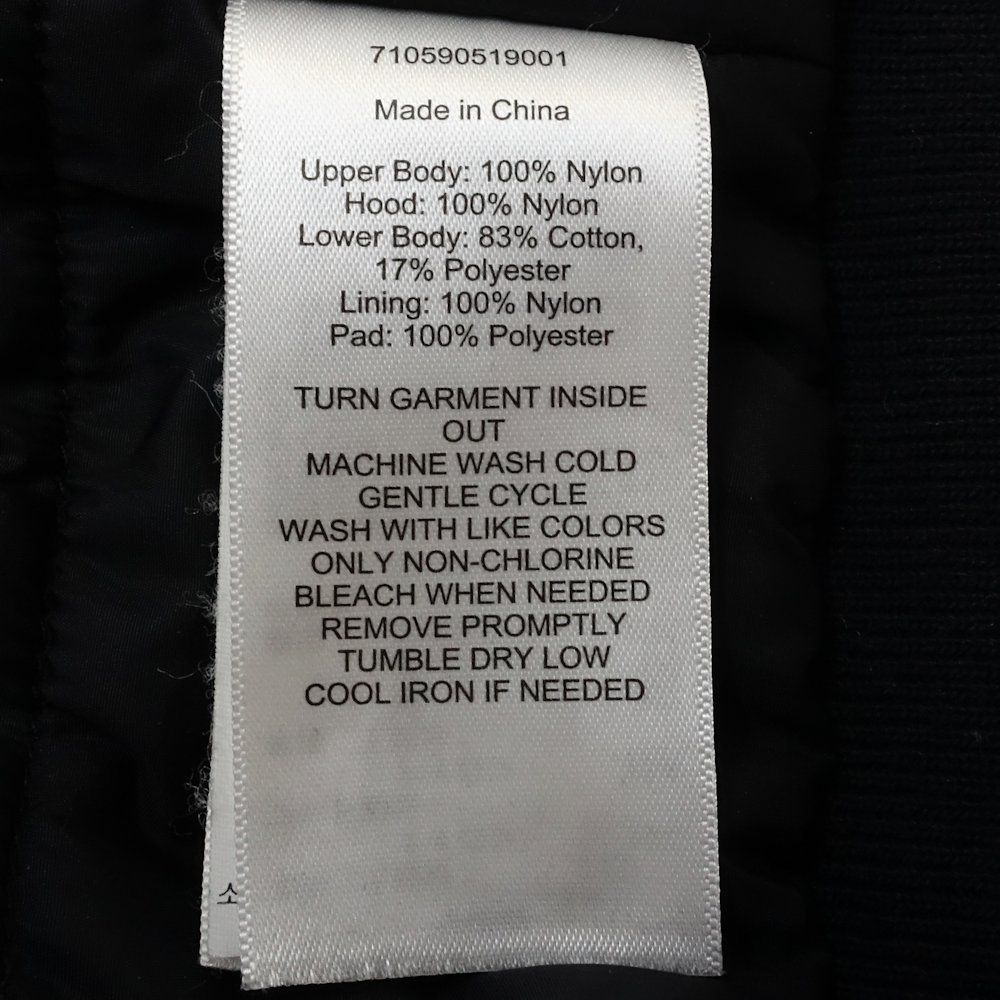 710590519001
Made in China
Upper Body: 100% Nylon
Hood: 100% Nylon
Lower Body: 83% Cotton,
17% Polyester
Lining: 100% Nylon
Pad: 100% Polyester
TURN GARMENT INSIDE
OUT
MACHINE WASH COLD
GENTLE CYCLE
WASH WITH LIKE COLORS
ONLY NON-CHLORINE
BLEACH WHEN NEEDED
REMOVE PROMPTLY
TUMBLE DRY LOW
COOL IRON IF NEEDED
소